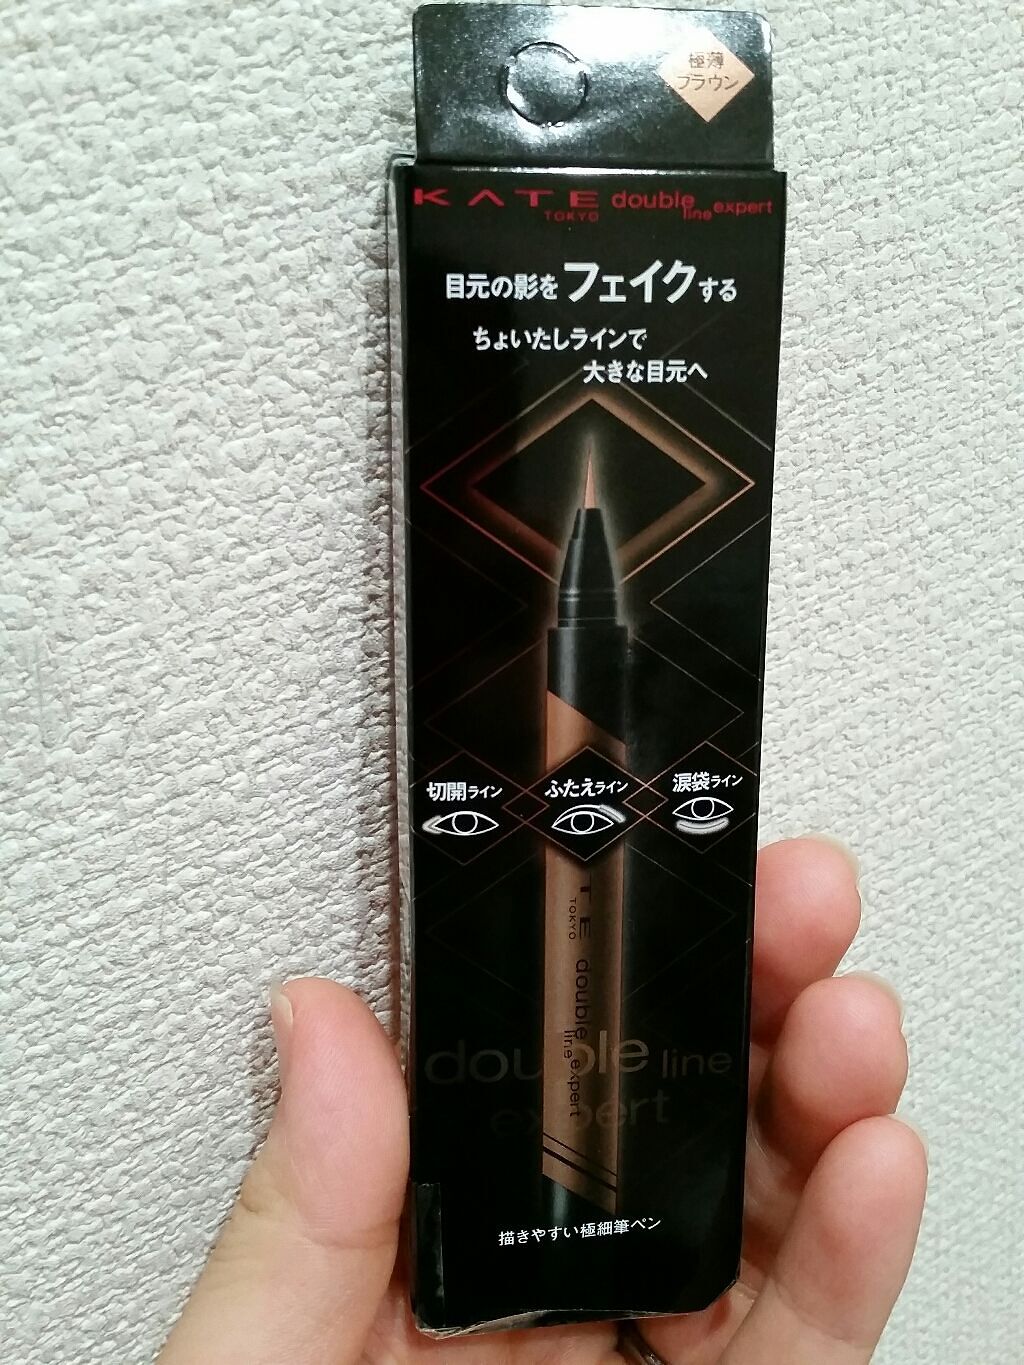 極薄
ブラウン
KATE
TOKYO
double line expert
目元の影をフェイクする
ちょいたしラインで
大きな目元へ
切開ライン
ふたえライン
涙袋ライン
TE
TOKYO
double line expert
double line
expert
描きやすい極細筆ペン